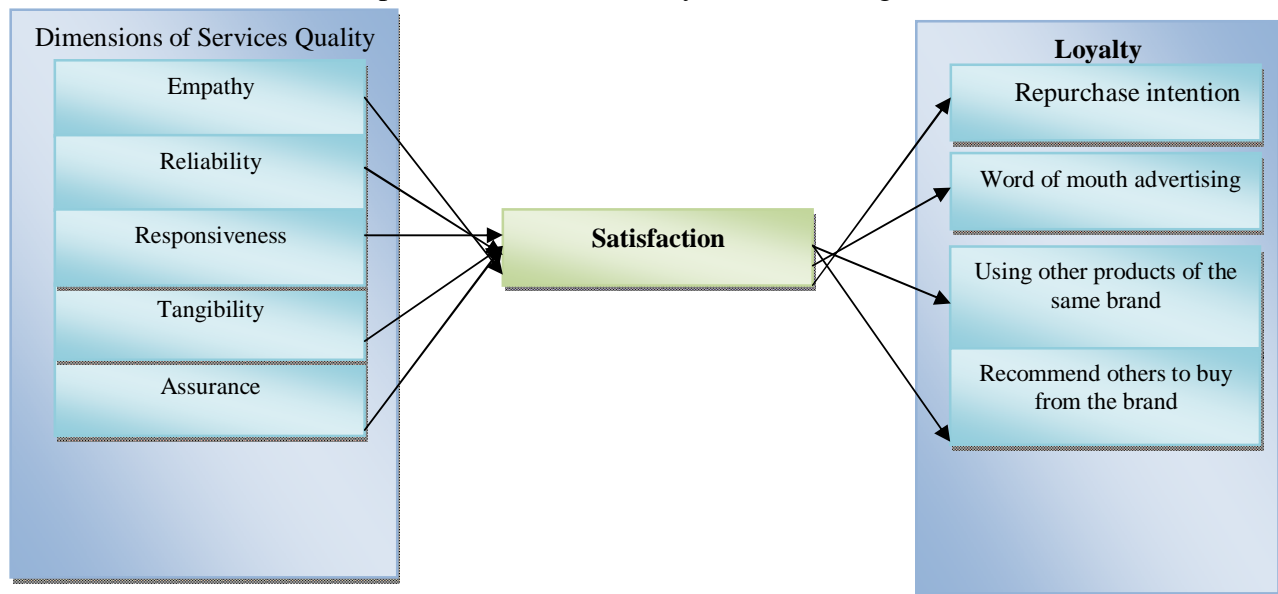 Dimensions of Services Quality
Empathy
Reliability
Responsiveness
Tangibility
Assurance
Satisfaction
Loyalty
Repurchase intention
Word of mouth advertising
Using other products of the
same brand
Recommend others to buy
from the brand